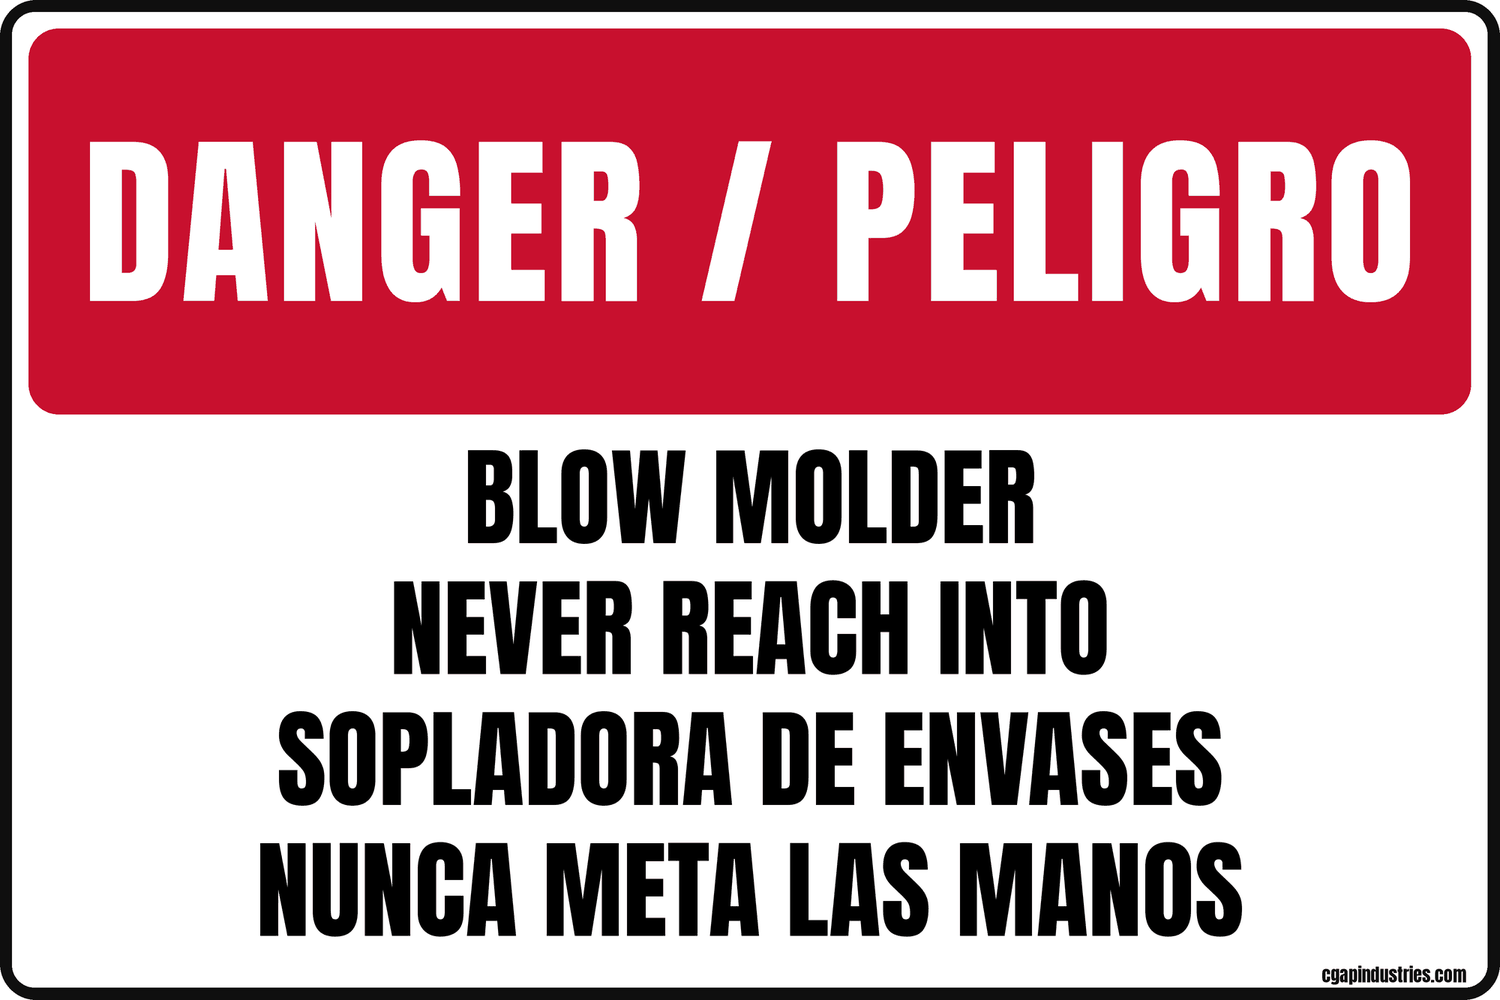 DANGER / PELIGRO
BLOW MOLDER
NEVER REACH INTO
SOPLADORA DE ENVASES
NUNCA META LAS MANOS
cgapindustries.com